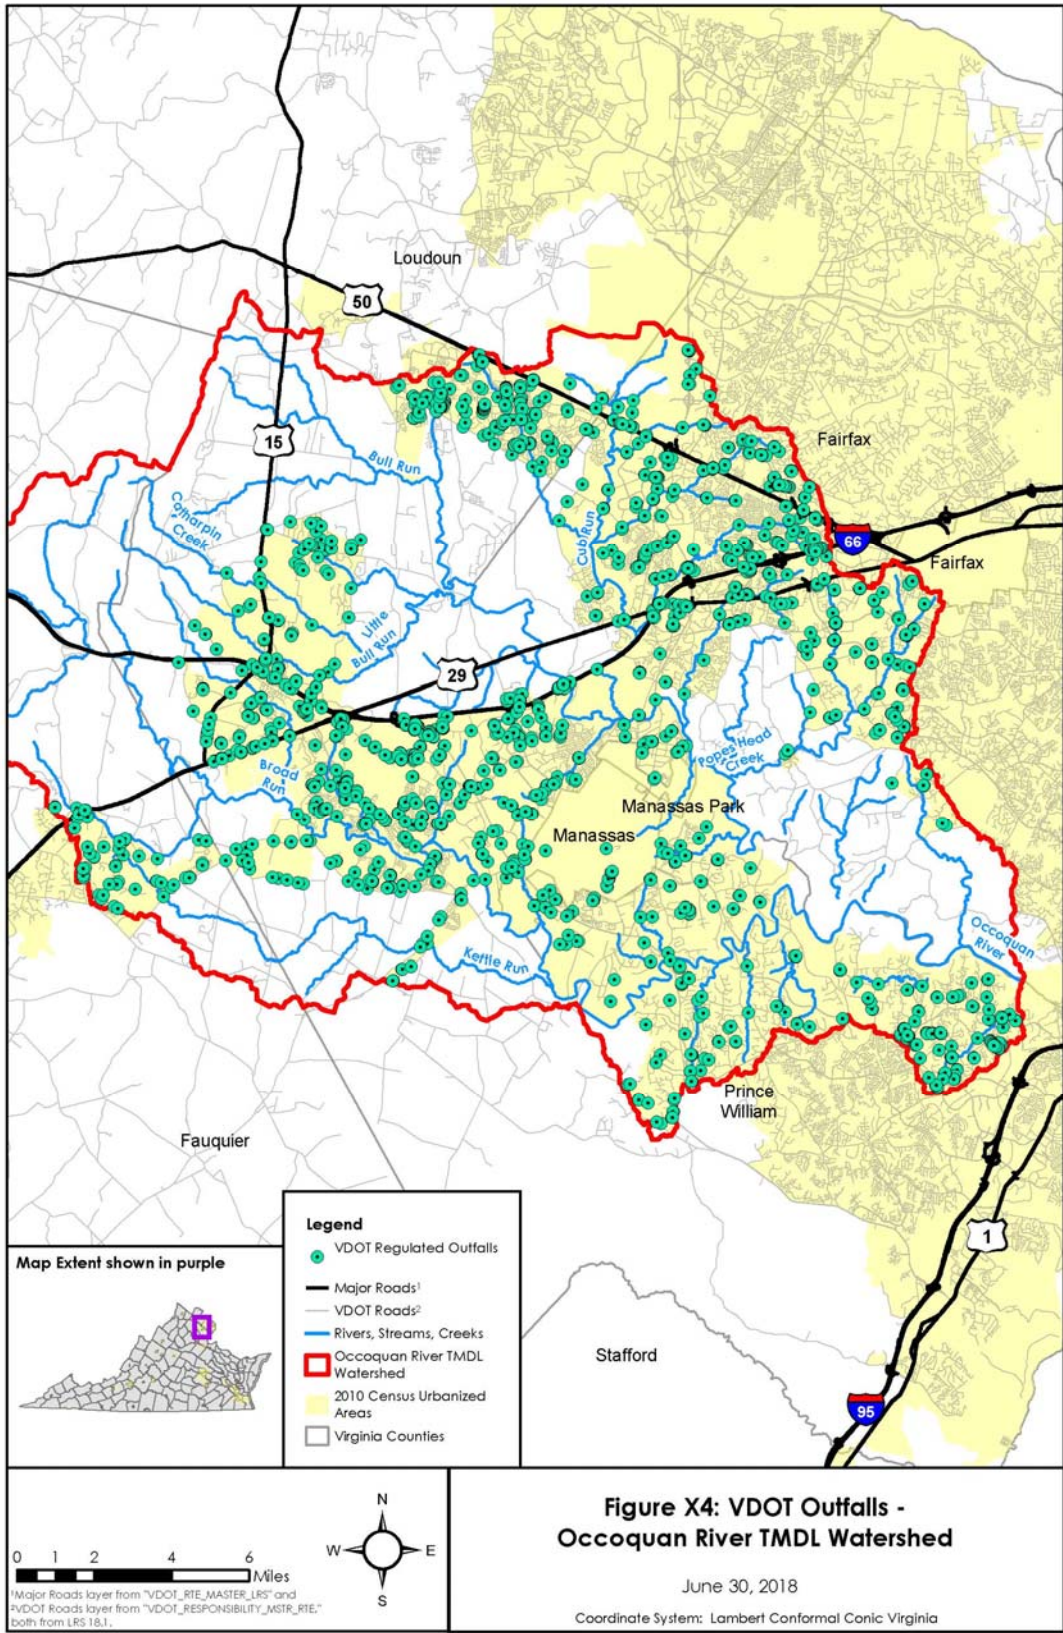 Loudoun
50
Fairfax
15
Bull Run
Catharpin
Creek
Cub Run
66
Fairfax
Little
Bull Run
29
Popes Head
Creek
Broad
Run
Manassas Park
Manassas
Occoquan
River
Kettle Run
Prince
William
Fauquier
1
Stafford
95
Legend
VDOT Regulated Outfalls
Major Roads¹
VDOT Roads²
Rivers, Streams, Creeks
Occoquan River TMDL
Watershed
2010 Census Urbanized
Areas
Virginia Counties
Map Extent shown in purple
N
W E
S
0 1 2 4 6
Miles
¹Major Roads layer from "VDOT_RTE_MASTER_LRS" and
²VDOT Roads layer from "VDOT_RESPONSIBILITY_MSTR_RTE,"
both from LRS 18.1.
Figure X4: VDOT Outfalls -
Occoquan River TMDL Watershed
June 30, 2018
Coordinate System: Lambert Conformal Conic Virginia